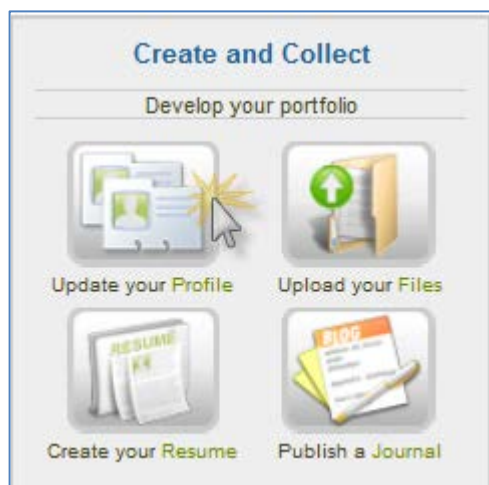 Create and Collect
Develop your portfolio
Update your Profile
Upload your Files
RESUME
BLOG
Create your Resume
Publish a Journal